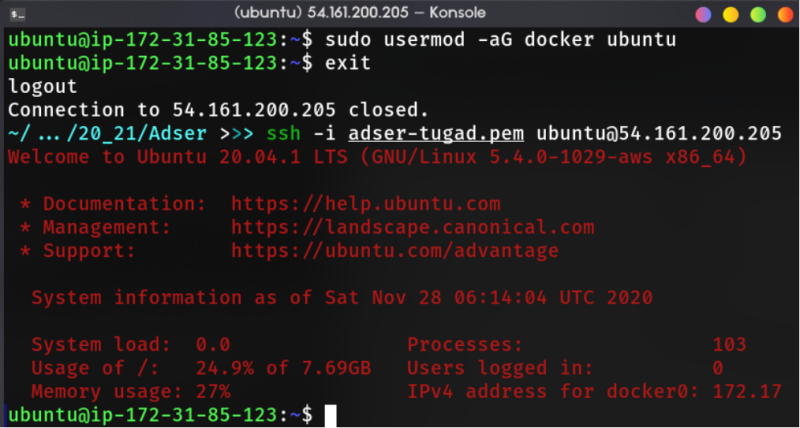 (ubuntu) 54.161.200.205 — Konsole
ubuntu@ip-172-31-85-123:~$ sudo usermod -aG docker ubuntu
ubuntu@ip-172-31-85-123:~$ exit
logout
Connection to 54.161.200.205 closed.
~/.../20_21/Adser >>> ssh -i adser-tugad.pem ubuntu@54.161.200.205
Welcome to Ubuntu 20.04.1 LTS (GNU/Linux 5.4.0-1029-aws x86_64)
* Documentation: https://help.ubuntu.com
* Management: https://landscape.canonical.com
* Support: https://ubuntu.com/advantage
System information as of Sat Nov 28 06:14:04 UTC 2020
System load: 0.0 Processes: 103
Usage of /: 24.9% of 7.69GB Users logged in: 0
Memory usage: 27% IPv4 address for docker0: 172.17
ubuntu@ip-172-31-85-123:~$